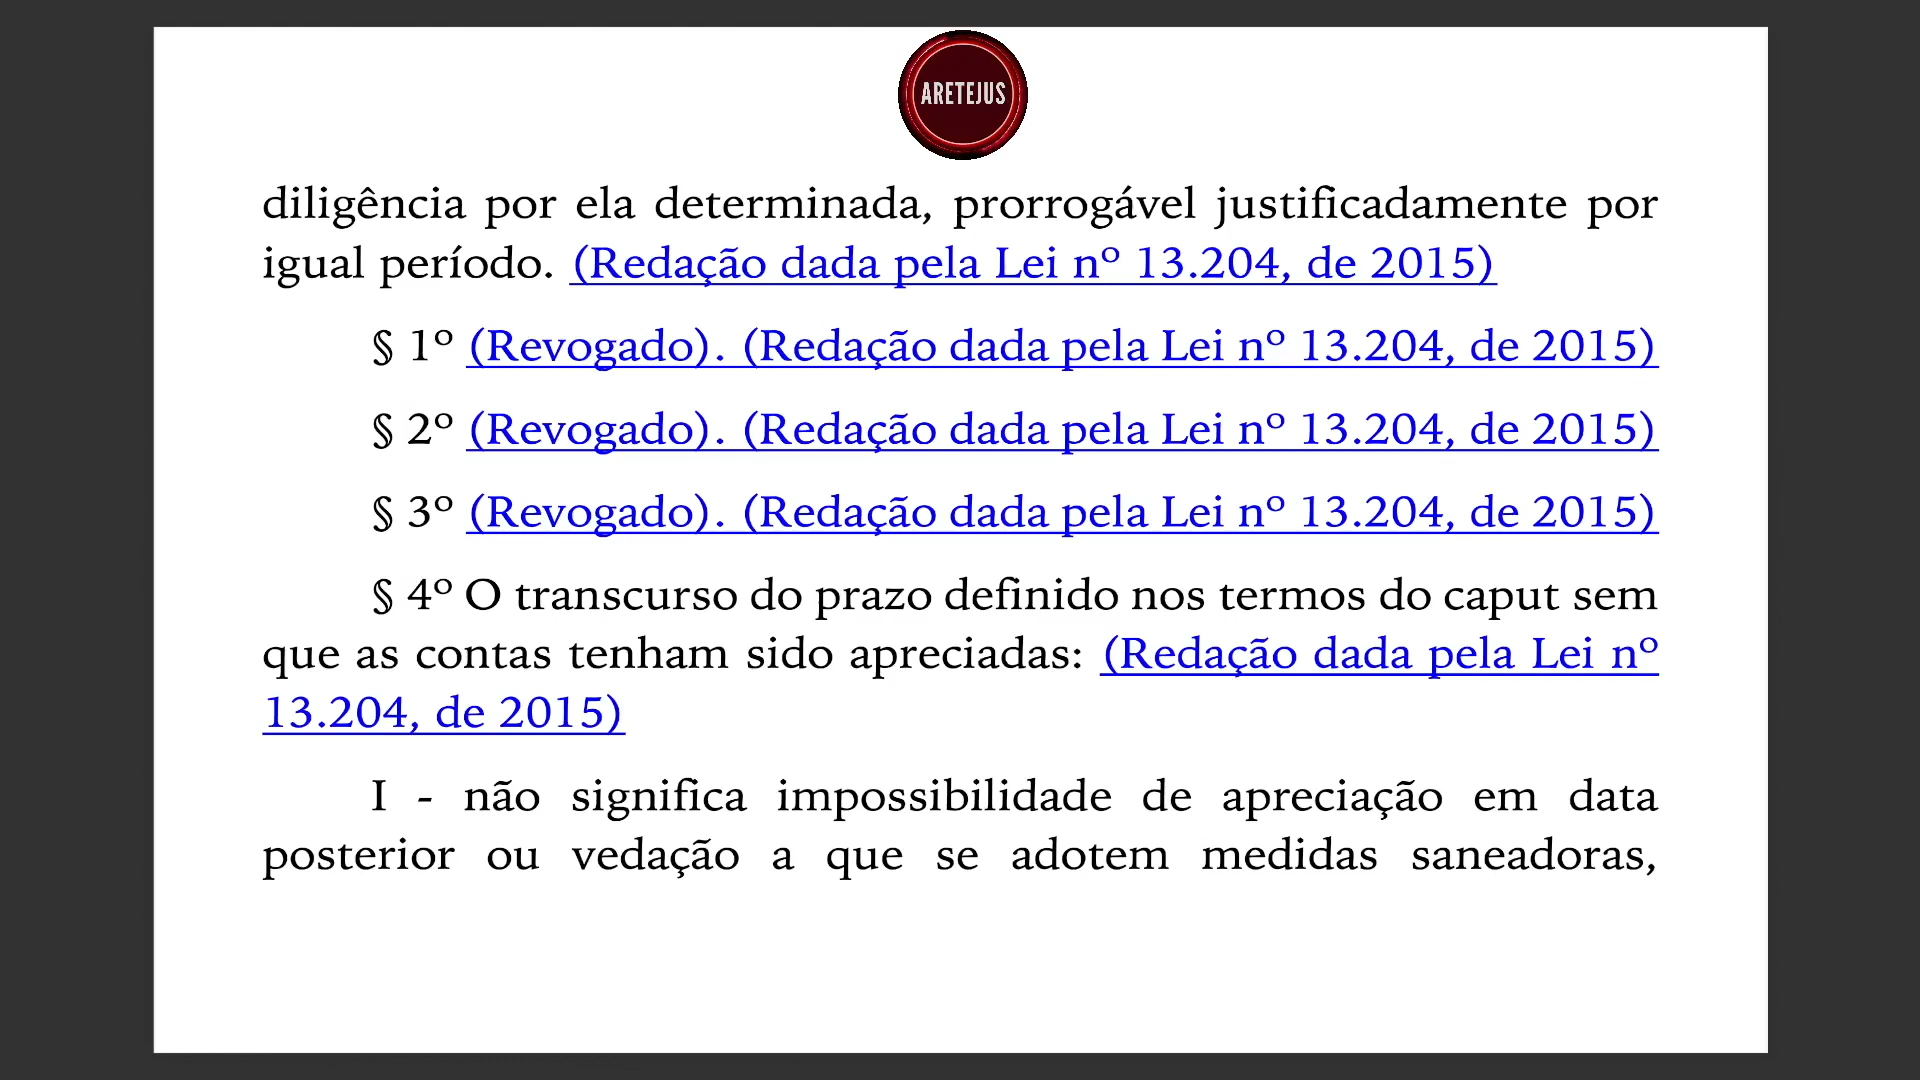 ARETEJUS
diligência por ela determinada, prorrogável justificadamente por
igual período. (Redação dada pela Lei nº 13.204, de 2015)
§ 1º (Revogado). (Redação dada pela Lei nº 13.204, de 2015)
§ 2º (Revogado). (Redação dada pela Lei nº 13.204, de 2015)
§ 3º (Revogado). (Redação dada pela Lei nº 13.204, de 2015)
§ 4º O transcurso do prazo definido nos termos do caput sem
que as contas tenham sido apreciadas: (Redação dada pela Lei nº
13.204, de 2015)
I - não significa impossibilidade de apreciação em data
posterior ou vedação a que se adotem medidas saneadoras,